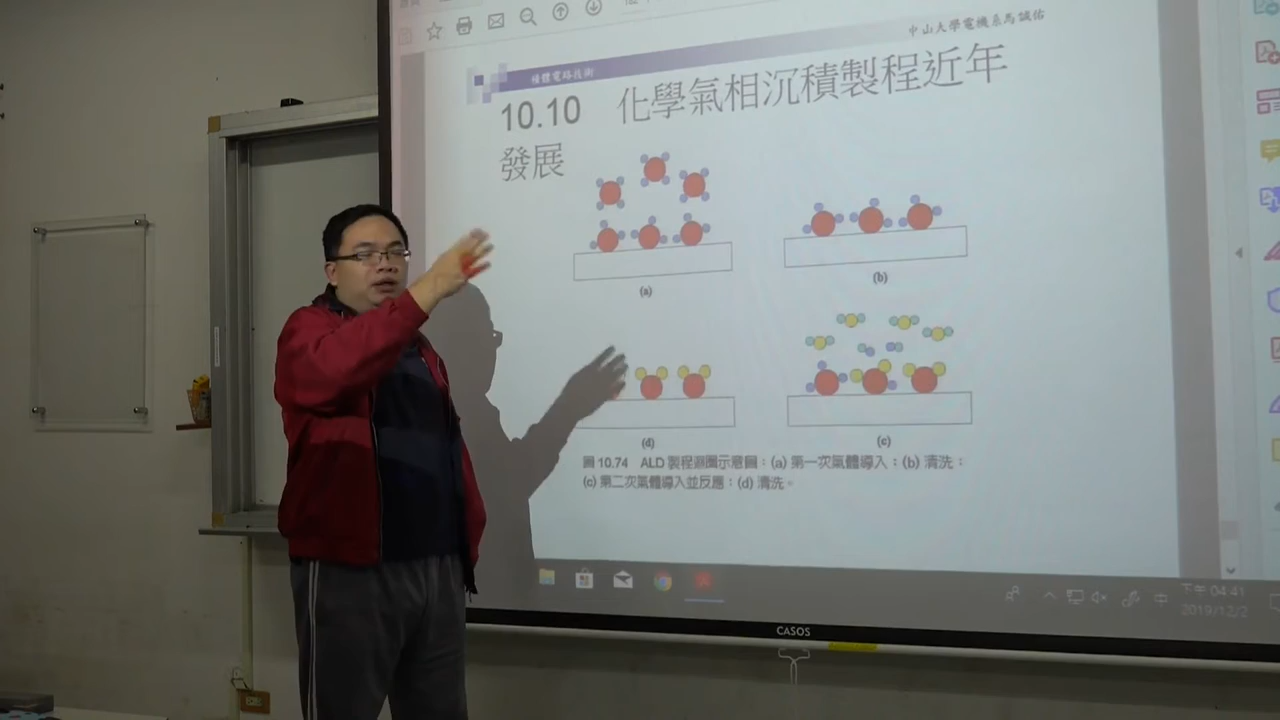 中山大學電機系馬誠佑
積體電路技術
10.10 化學氣相沉積製程近年
發展
(a)
(b)
(d)
(c)
圖 10.74 ALD 製程迴圈示意圖：(a) 第一次氣體導入；(b) 清洗；
(c) 第二次氣體導入並反應；(d) 清洗。
中
下午 04:41
2019/12/2
CASOS